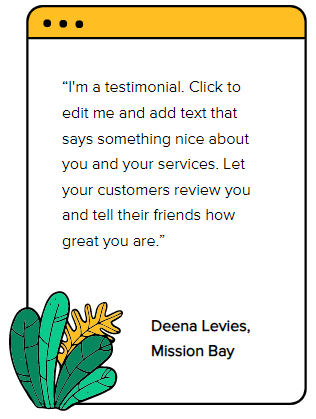 “I'm a testimonial. Click to
edit me and add text that
says something nice about
you and your services. Let
your customers review you
and tell their friends how
great you are.”
Deena Levies,
Mission Bay